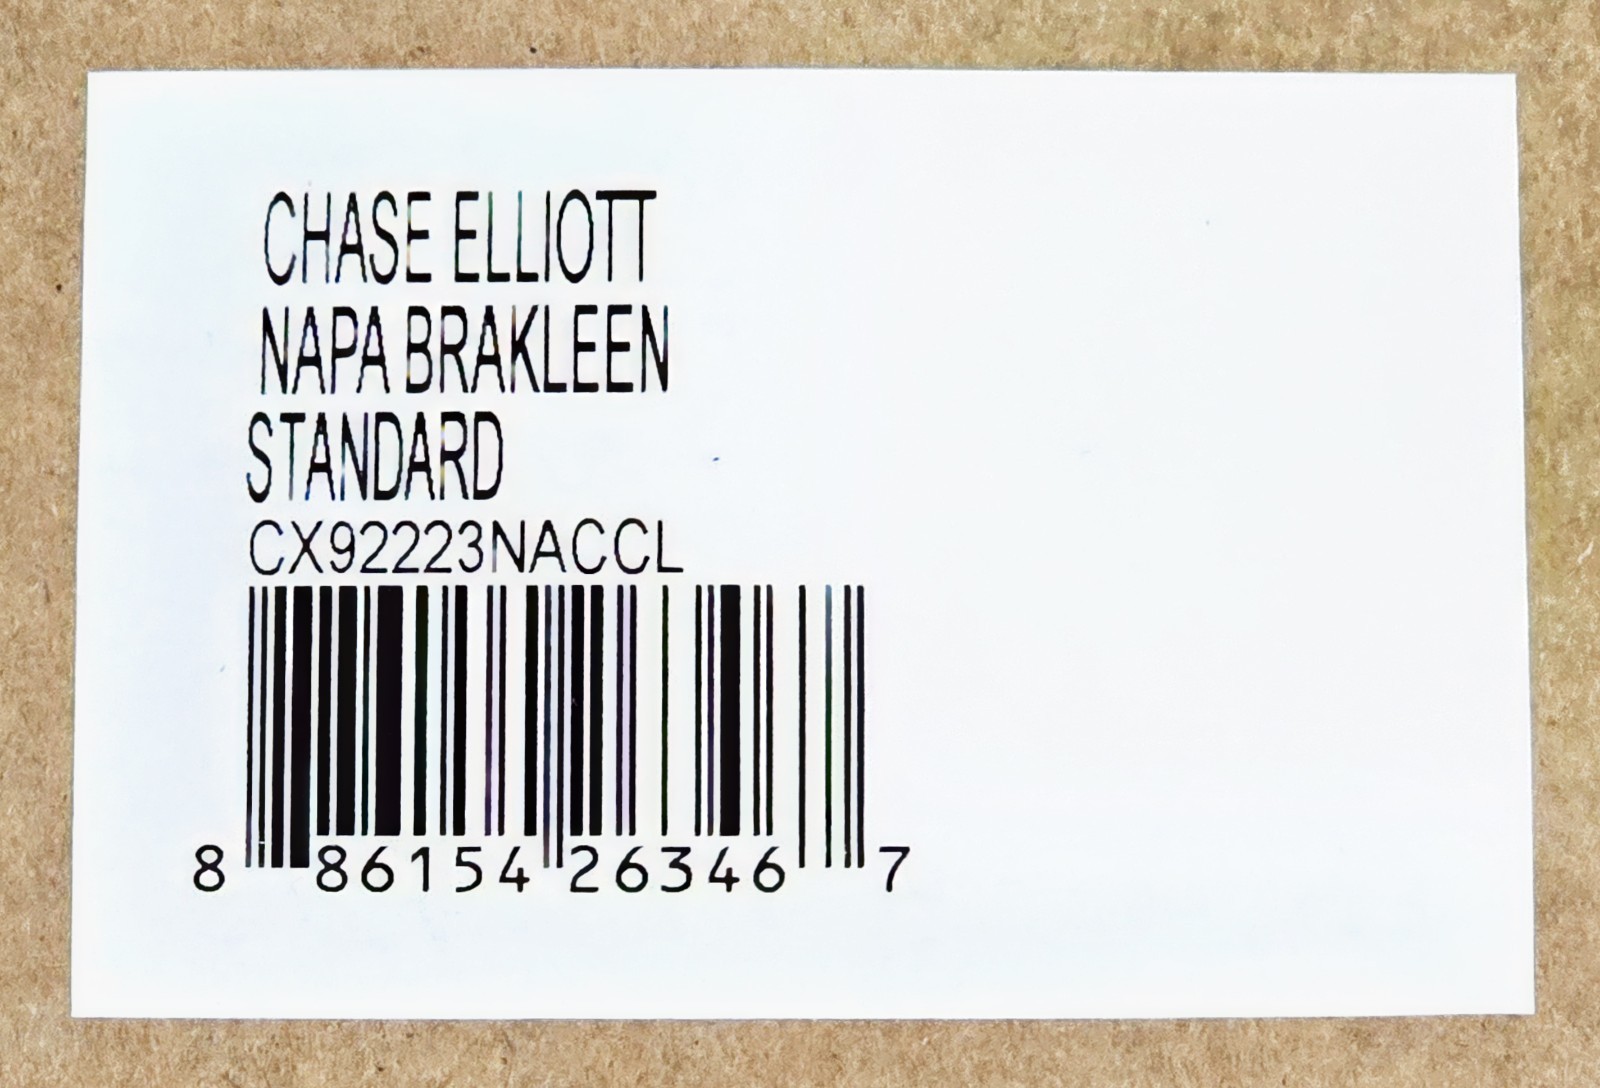 CHASE ELLIOTT
NAPA BRAKLEEN
STANDARD
CX92223NACCL
8 86154 26346 7